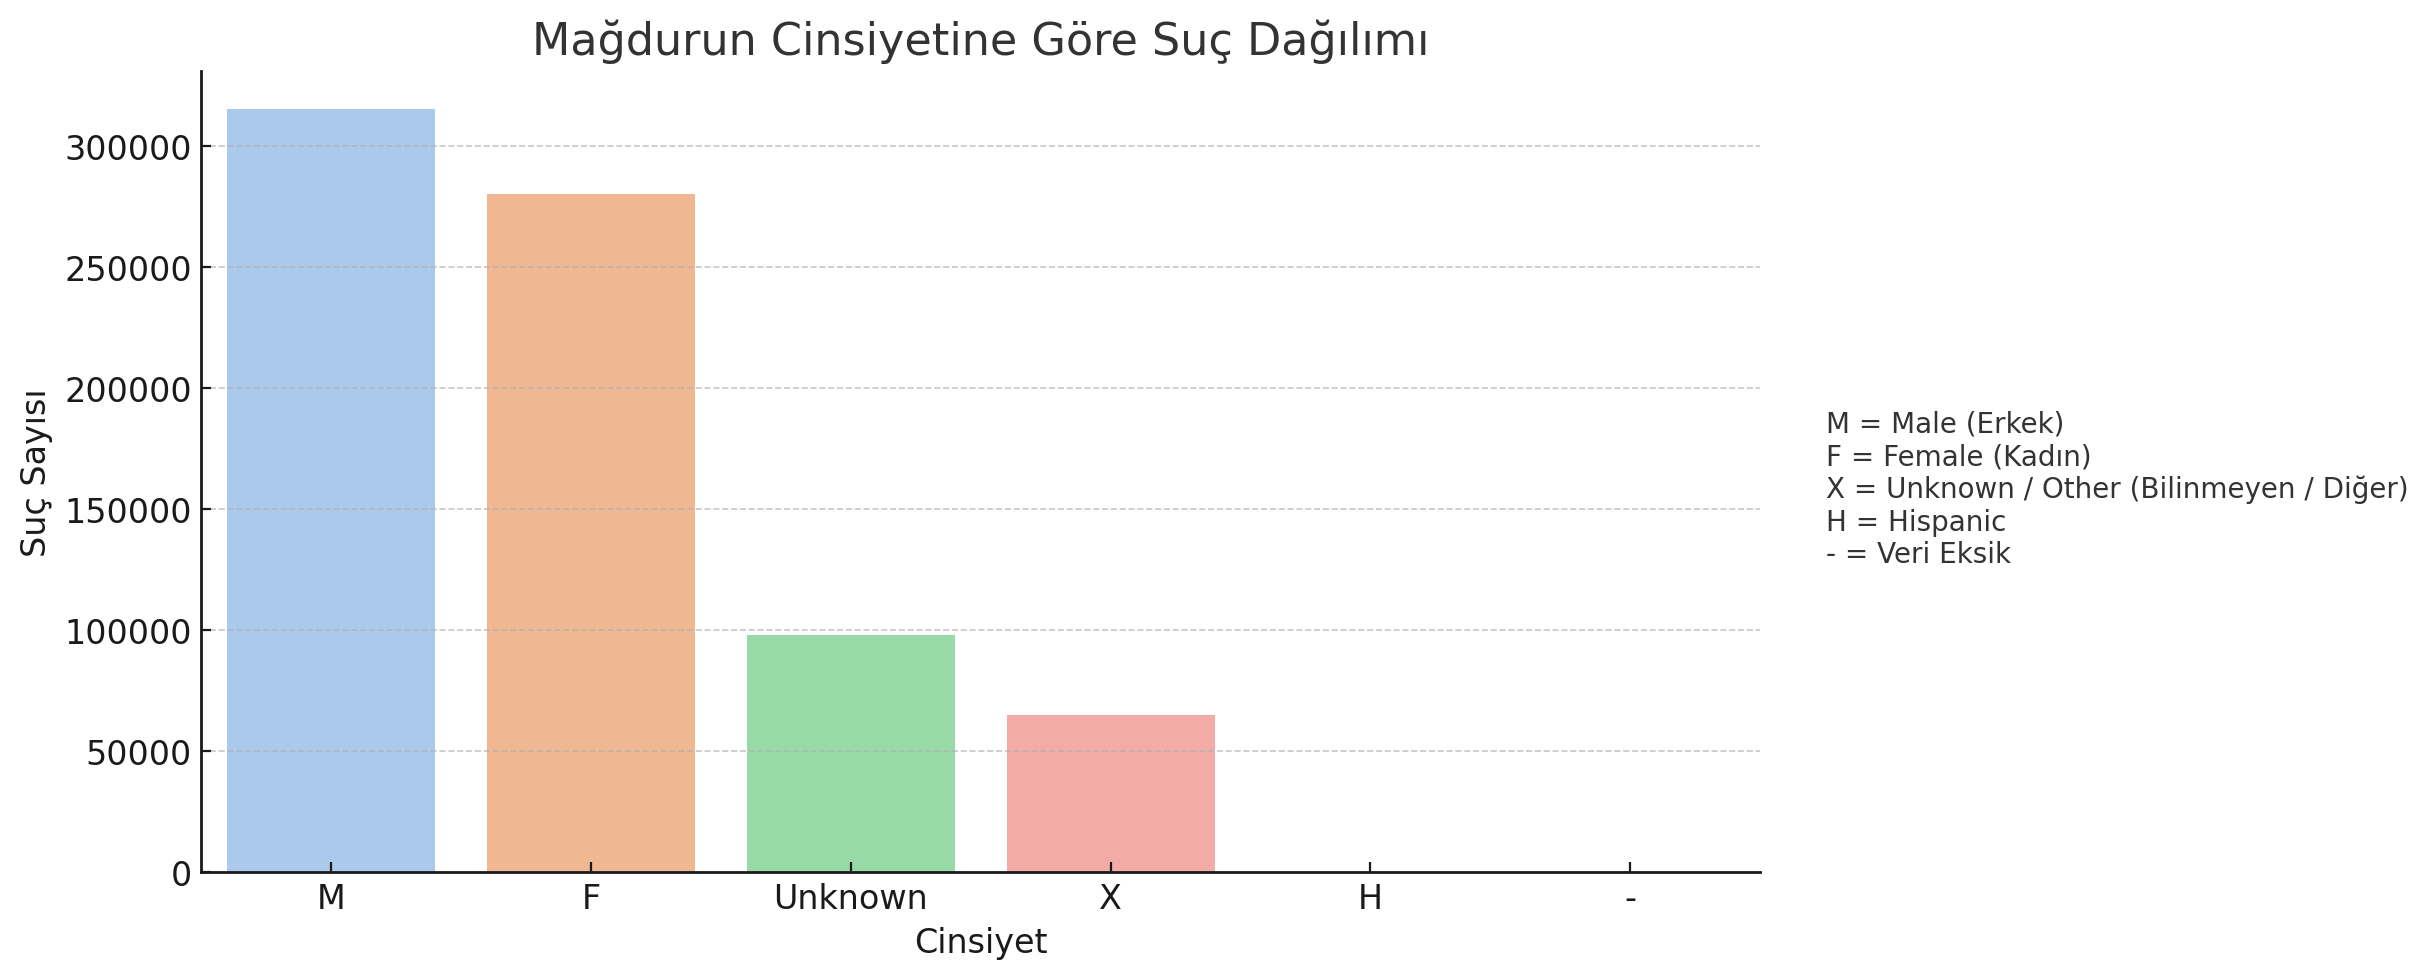 Mağdurun Cinsiyetine Göre Suç Dağılımı
Suç Sayısı
300000
250000
200000
150000
100000
50000
0
M
F
Unknown
X
H
-
Cinsiyet
M = Male (Erkek)
F = Female (Kadın)
X = Unknown / Other (Bilinmeyen / Diğer)
H = Hispanic
- = Veri Eksik